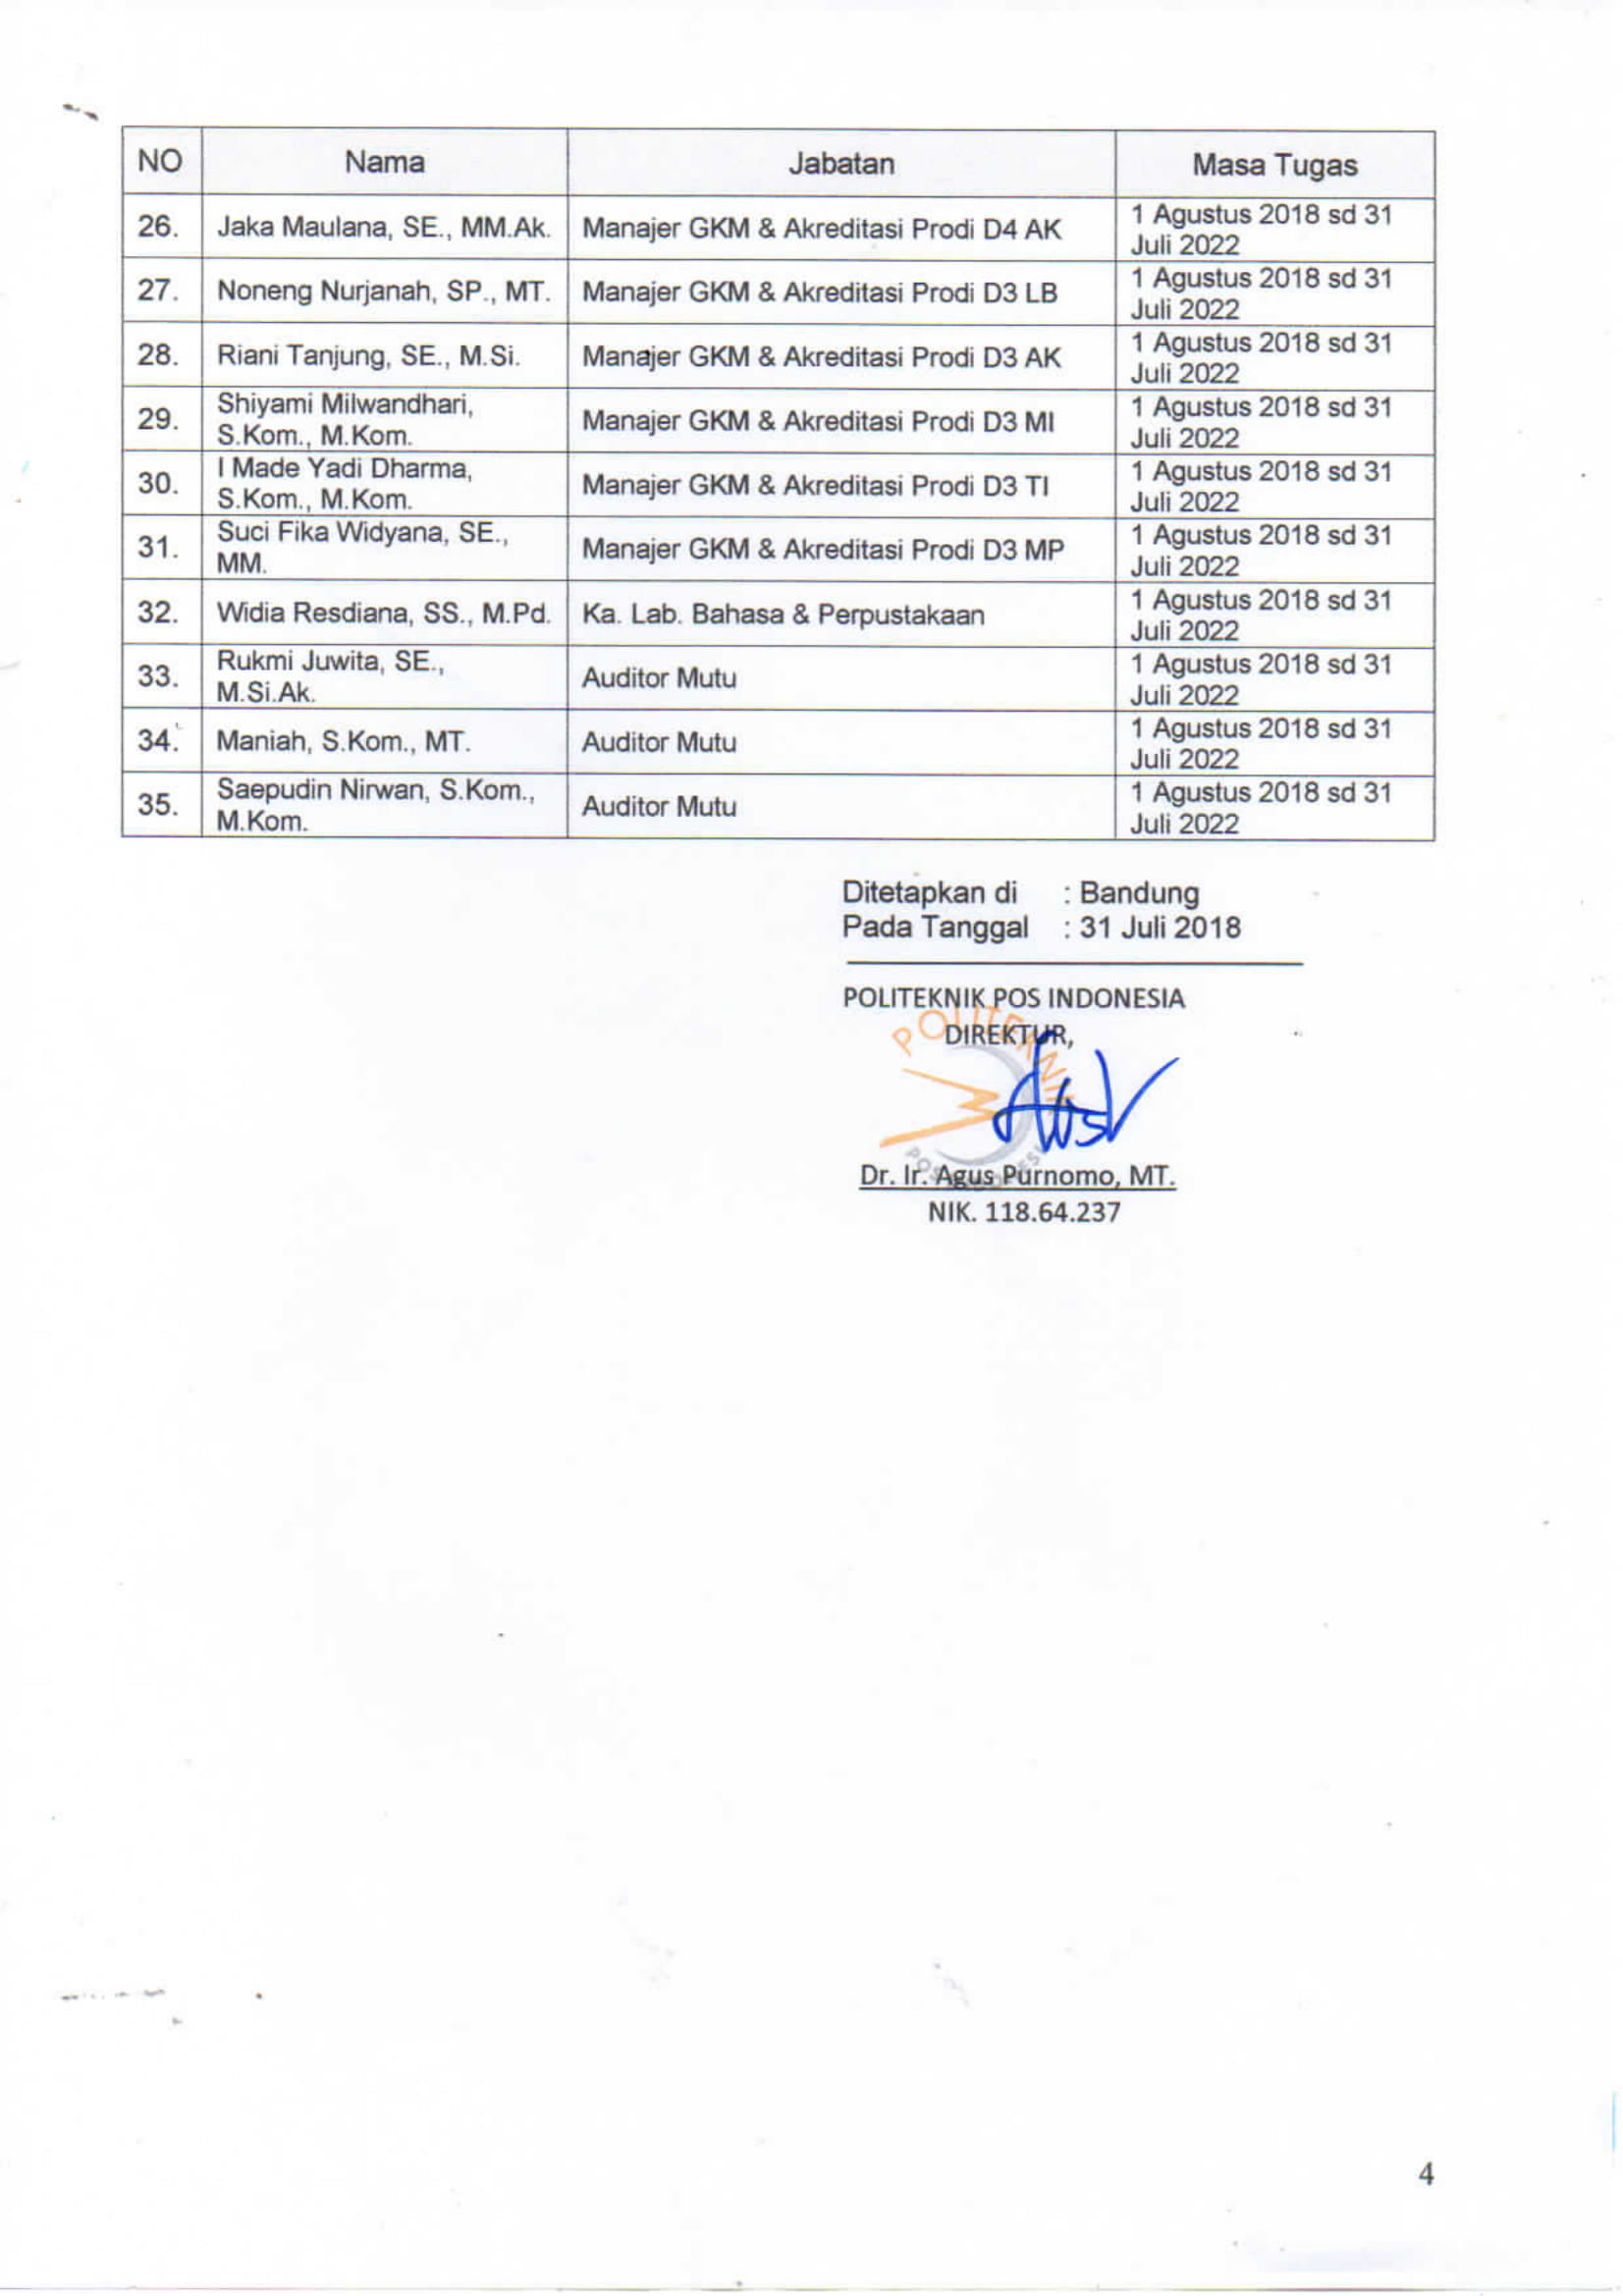 NO Nama Jabatan Masa Tugas
26. Jaka Maulana, SE., MM.Ak. Manajer GKM & Akreditasi Prodi D4 AK 1 Agustus 2018 sd 31
Juli 2022
27. Noneng Nurjanah, SP., MT. Manajer GKM & Akreditasi Prodi D3 LB 1 Agustus 2018 sd 31
Juli 2022
28. Riani Tanjung, SE., M.Si. Manajer GKM & Akreditasi Prodi D3 AK 1 Agustus 2018 sd 31
Juli 2022
29. Shiyami Milwandhari, Manajer GKM & Akreditasi Prodi D3 MI 1 Agustus 2018 sd 31
S.Kom., M.Kom. Juli 2022
30. I Made Yadi Dharma, Manajer GKM & Akreditasi Prodi D3 TI 1 Agustus 2018 sd 31
S.Kom., M.Kom. Juli 2022
31. Suci Fika Widyana, SE., Manajer GKM & Akreditasi Prodi D3 MP 1 Agustus 2018 sd 31
MM. Juli 2022
32. Widia Resdiana, SS., M.Pd. Ka. Lab. Bahasa & Perpustakaan 1 Agustus 2018 sd 31
Juli 2022
33. Rukmi Juwita, SE., Auditor Mutu 1 Agustus 2018 sd 31
M.Si.Ak. Juli 2022
34. Maniah, S.Kom., MT. Auditor Mutu 1 Agustus 2018 sd 31
Juli 2022
35. Saepudin Nirwan, S.Kom., Auditor Mutu 1 Agustus 2018 sd 31
M.Kom. Juli 2022
Ditetapkan di : Bandung
Pada Tanggal : 31 Juli 2018
POLITEKNIK POS INDONESIA
DIREKTUR,
POLITEKNIK
POS INDONESIA
Dr. Ir. Agus Purnomo, MT.
NIK. 118.64.237
4